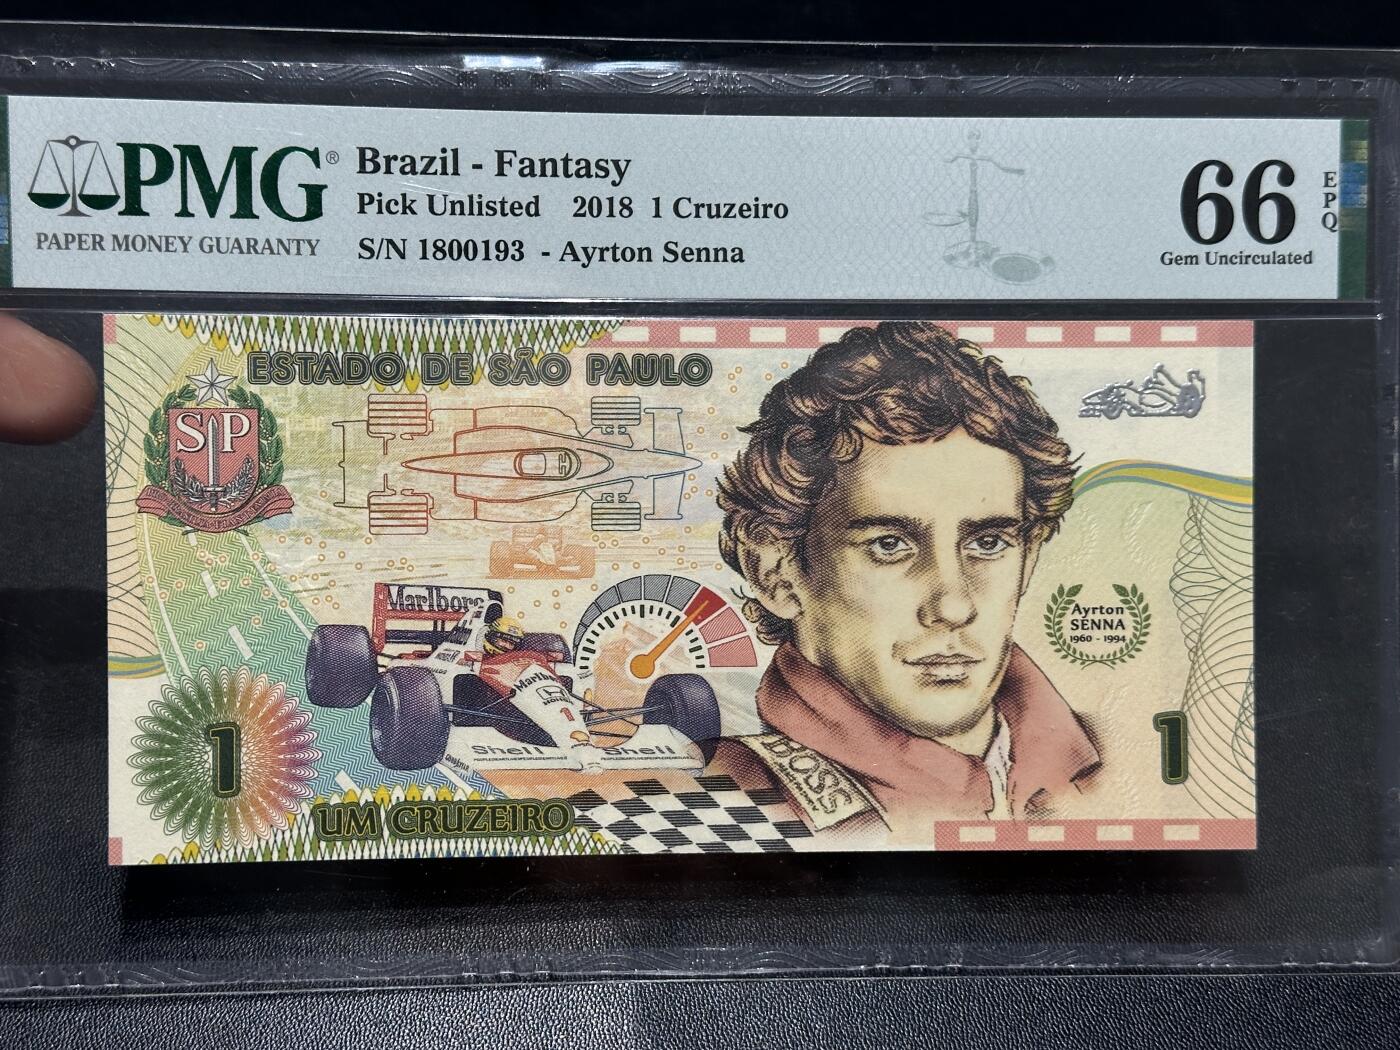 PMG®
PAPER MONEY GUARANTY
Brazil - Fantasy
Pick Unlisted 2018 1 Cruzeiro
S/N 1800193 - Ayrton Senna
66
EPQ
Gem Uncirculated
ESTADO DE SÃO PAULO
SP
Marlboro
Marlboro
HONDA
1
Shell
Shell
BOSS
Ayrton
SENNA
1960 - 1994
1
1
UM CRUZEIRO